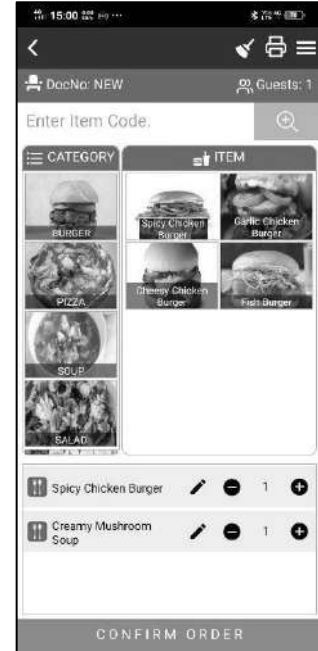 15:00
DocNo: NEW
Guests: 1
Enter Item Code.
CATEGORY
ITEM
BURGER
PIZZA
SOUP
SALAD
Spicy Chicken
Burger
Garlic Chicken
Burger
Cheesy Chicken
Burger
Fish Burger
Spicy Chicken Burger
1
Creamy Mushroom
Soup
1
CONFIRM ORDER